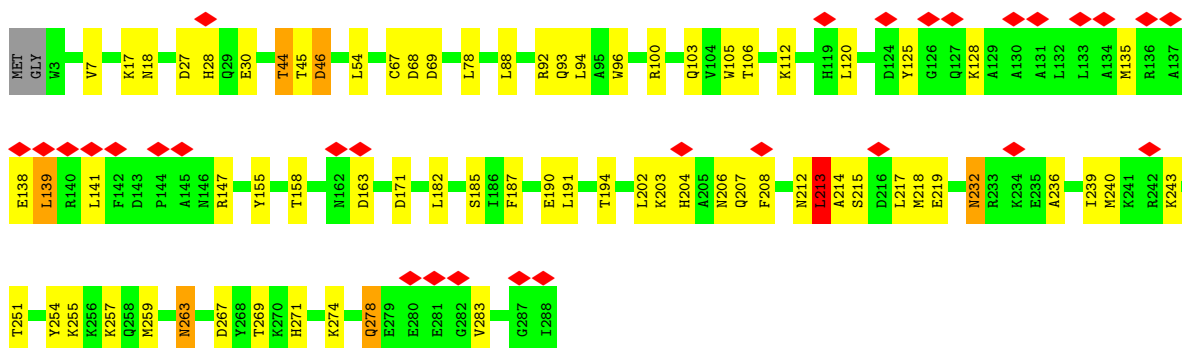 MET GLY W3 V7 K17 N18 D27 H28 Q29 E30 T44 T45 D46 L54 C67 D68 D69 L78 L88 R92 Q93 L94 A95 W96 R100 Q103 V104 W105 T106 K112 H119 L120 D124 Y125 G126 Q127 K128 A129 A130 A131 L132 L133 A134 M135 R136 A137
E138 L139 R140 L141 F142 D143 P144 A145 N146 R147 Y155 T158 N162 D163 D171 L182 S185 I186 F187 E190 L191 T194 L202 K203 H204 A205 N206 Q207 F208 N212 L213 A214 S215 D216 L217 M218 E219 N232 R233 K234 E235 A236 I239 M240 K241 R242 K243
T251 Y254 K255 K256 K257 Q258 M259 N263 D267 Y268 T269 K270 H271 K274 Q278 E279 E280 E281 G282 V283 G287 I288